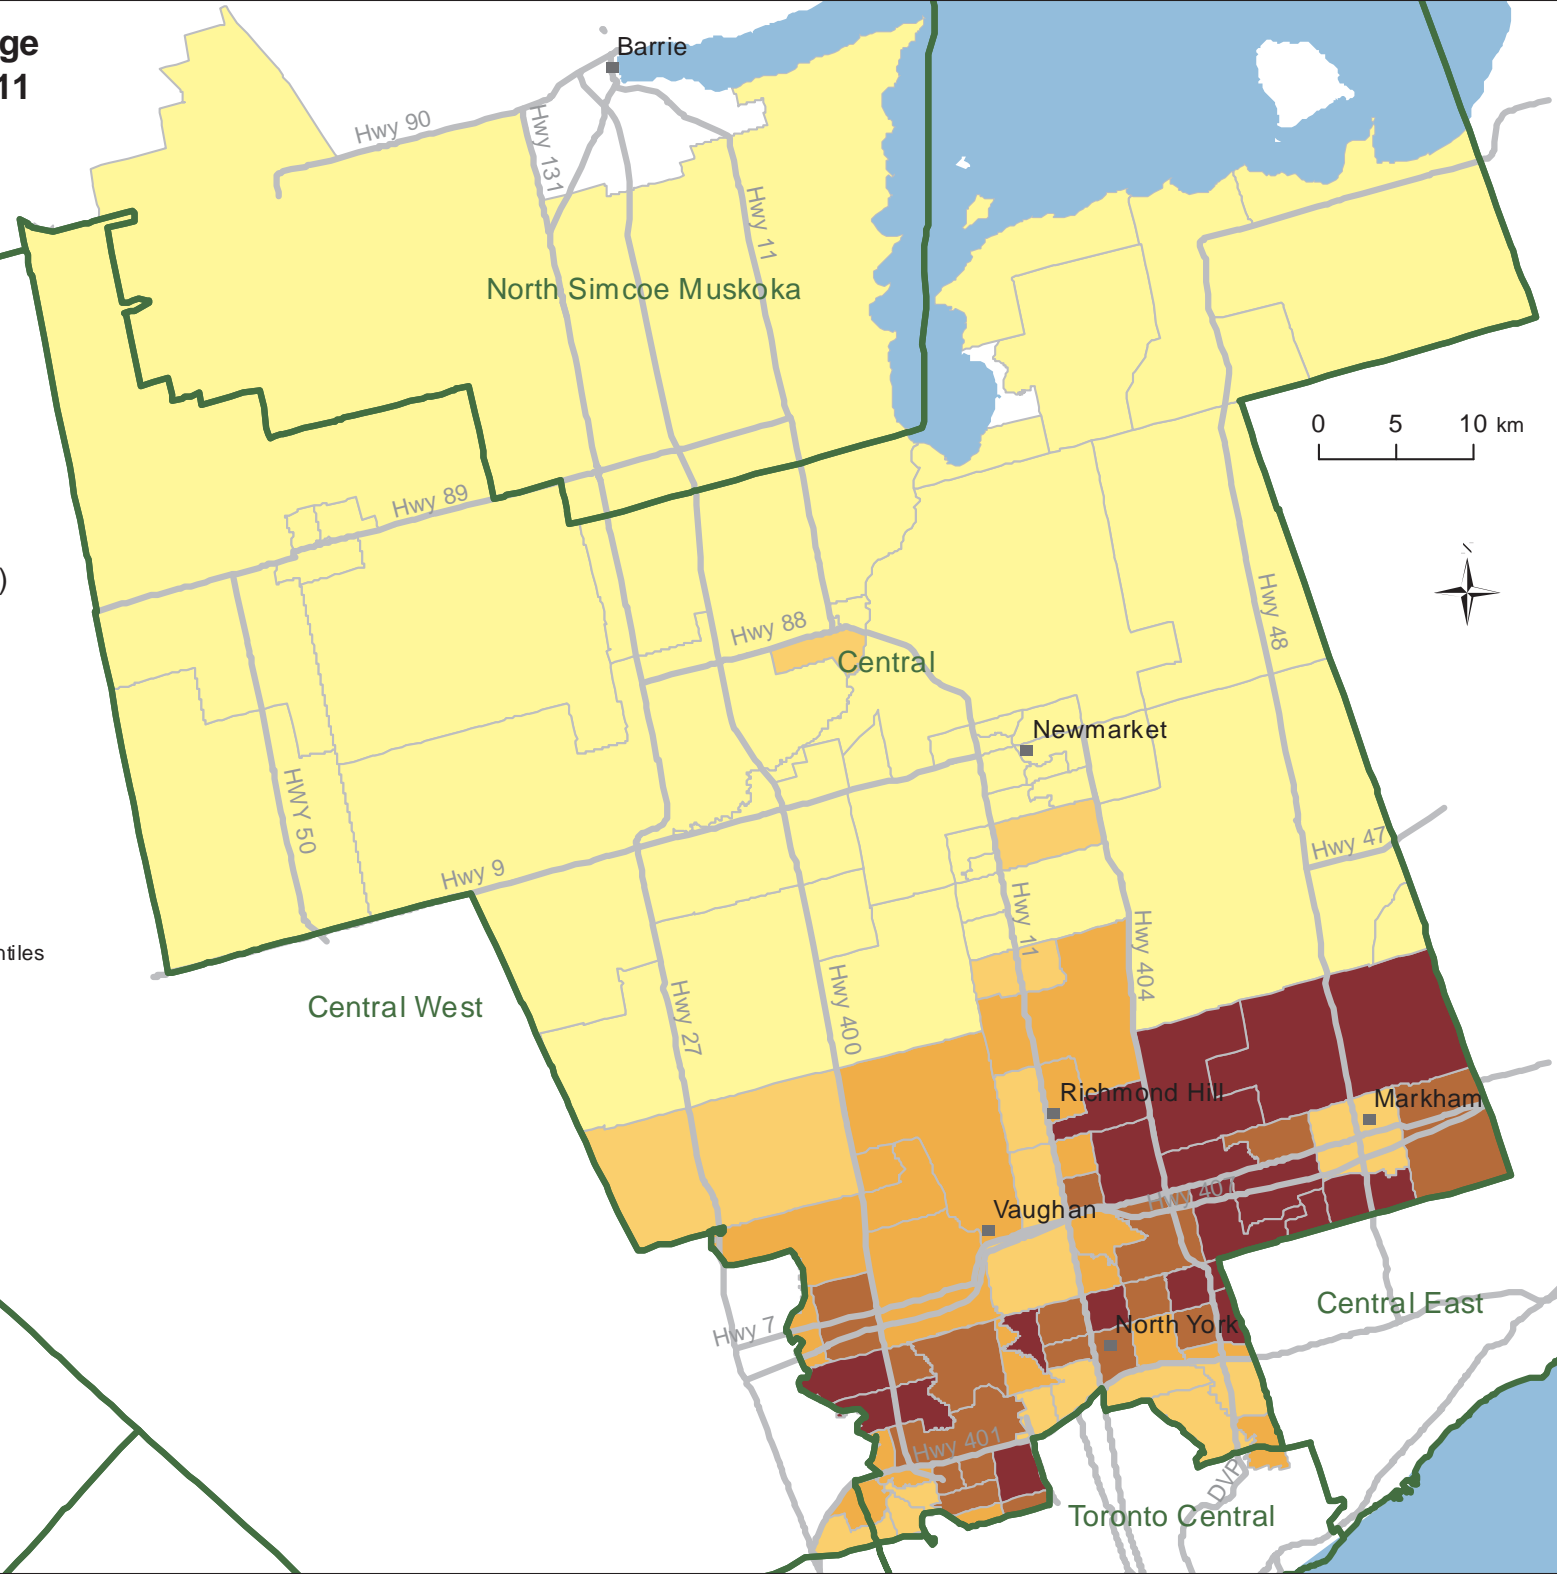 ge
11
Barrie
Hwy 90
Hwy 131
Hwy 11
North Simcoe Muskoka
0 5 10 km
Hwy 89
)
N
Hwy 48
Hwy 88
Central
Newmarket
HWY 50
Hwy 9
Hwy 47
Hwy 11
Hwy 404
ntiles
Hwy 400
Hwy 27
Central West
Richmond Hill
Markham
Hwy 407
Vaughan
Central East
Hwy 7
North York
Hwy 401
DVP
Toronto Central